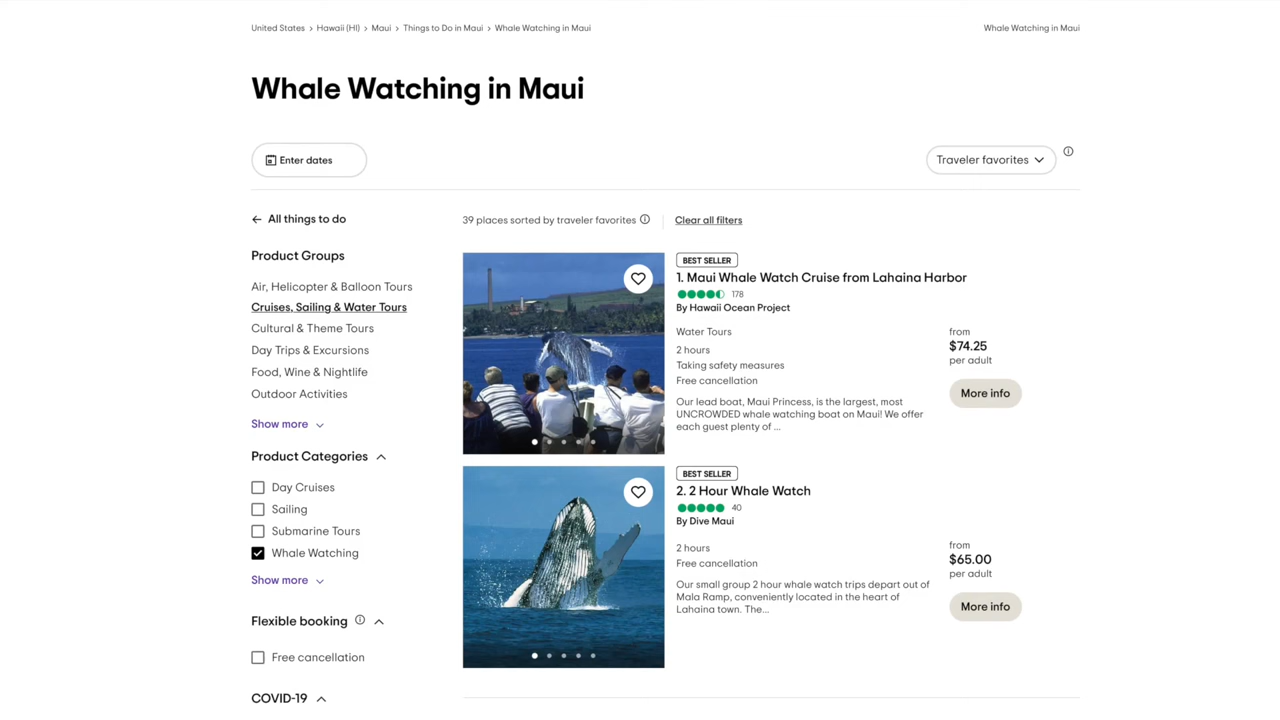 United States > Hawaii (HI) > Maui > Things to Do in Maui > Whale Watching in Maui
Whale Watching in Maui
Whale Watching in Maui
Enter dates
Traveler favorites
All things to do
39 places sorted by traveler favorites
Clear all filters
Product Groups
Air, Helicopter & Balloon Tours
Cruises, Sailing & Water Tours
Cultural & Theme Tours
Day Trips & Excursions
Food, Wine & Nightlife
Outdoor Activities
Show more
Product Categories
Day Cruises
Sailing
Submarine Tours
Whale Watching
Show more
Flexible booking
Free cancellation
COVID-19
BEST SELLER
1. Maui Whale Watch Cruise from Lahaina Harbor
178
By Hawaii Ocean Project
Water Tours
2 hours
Taking safety measures
Free cancellation
Our lead boat, Maui Princess, is the largest, most
UNCROWDED whale watching boat on Maui! We offer
each guest plenty of ...
from
$74.25
per adult
More info
BEST SELLER
2. 2 Hour Whale Watch
40
By Dive Maui
2 hours
Free cancellation
Our small group 2 hour whale watch trips depart out of
Mala Ramp, conveniently located in the heart of
Lahaina town. The...
from
$65.00
per adult
More info